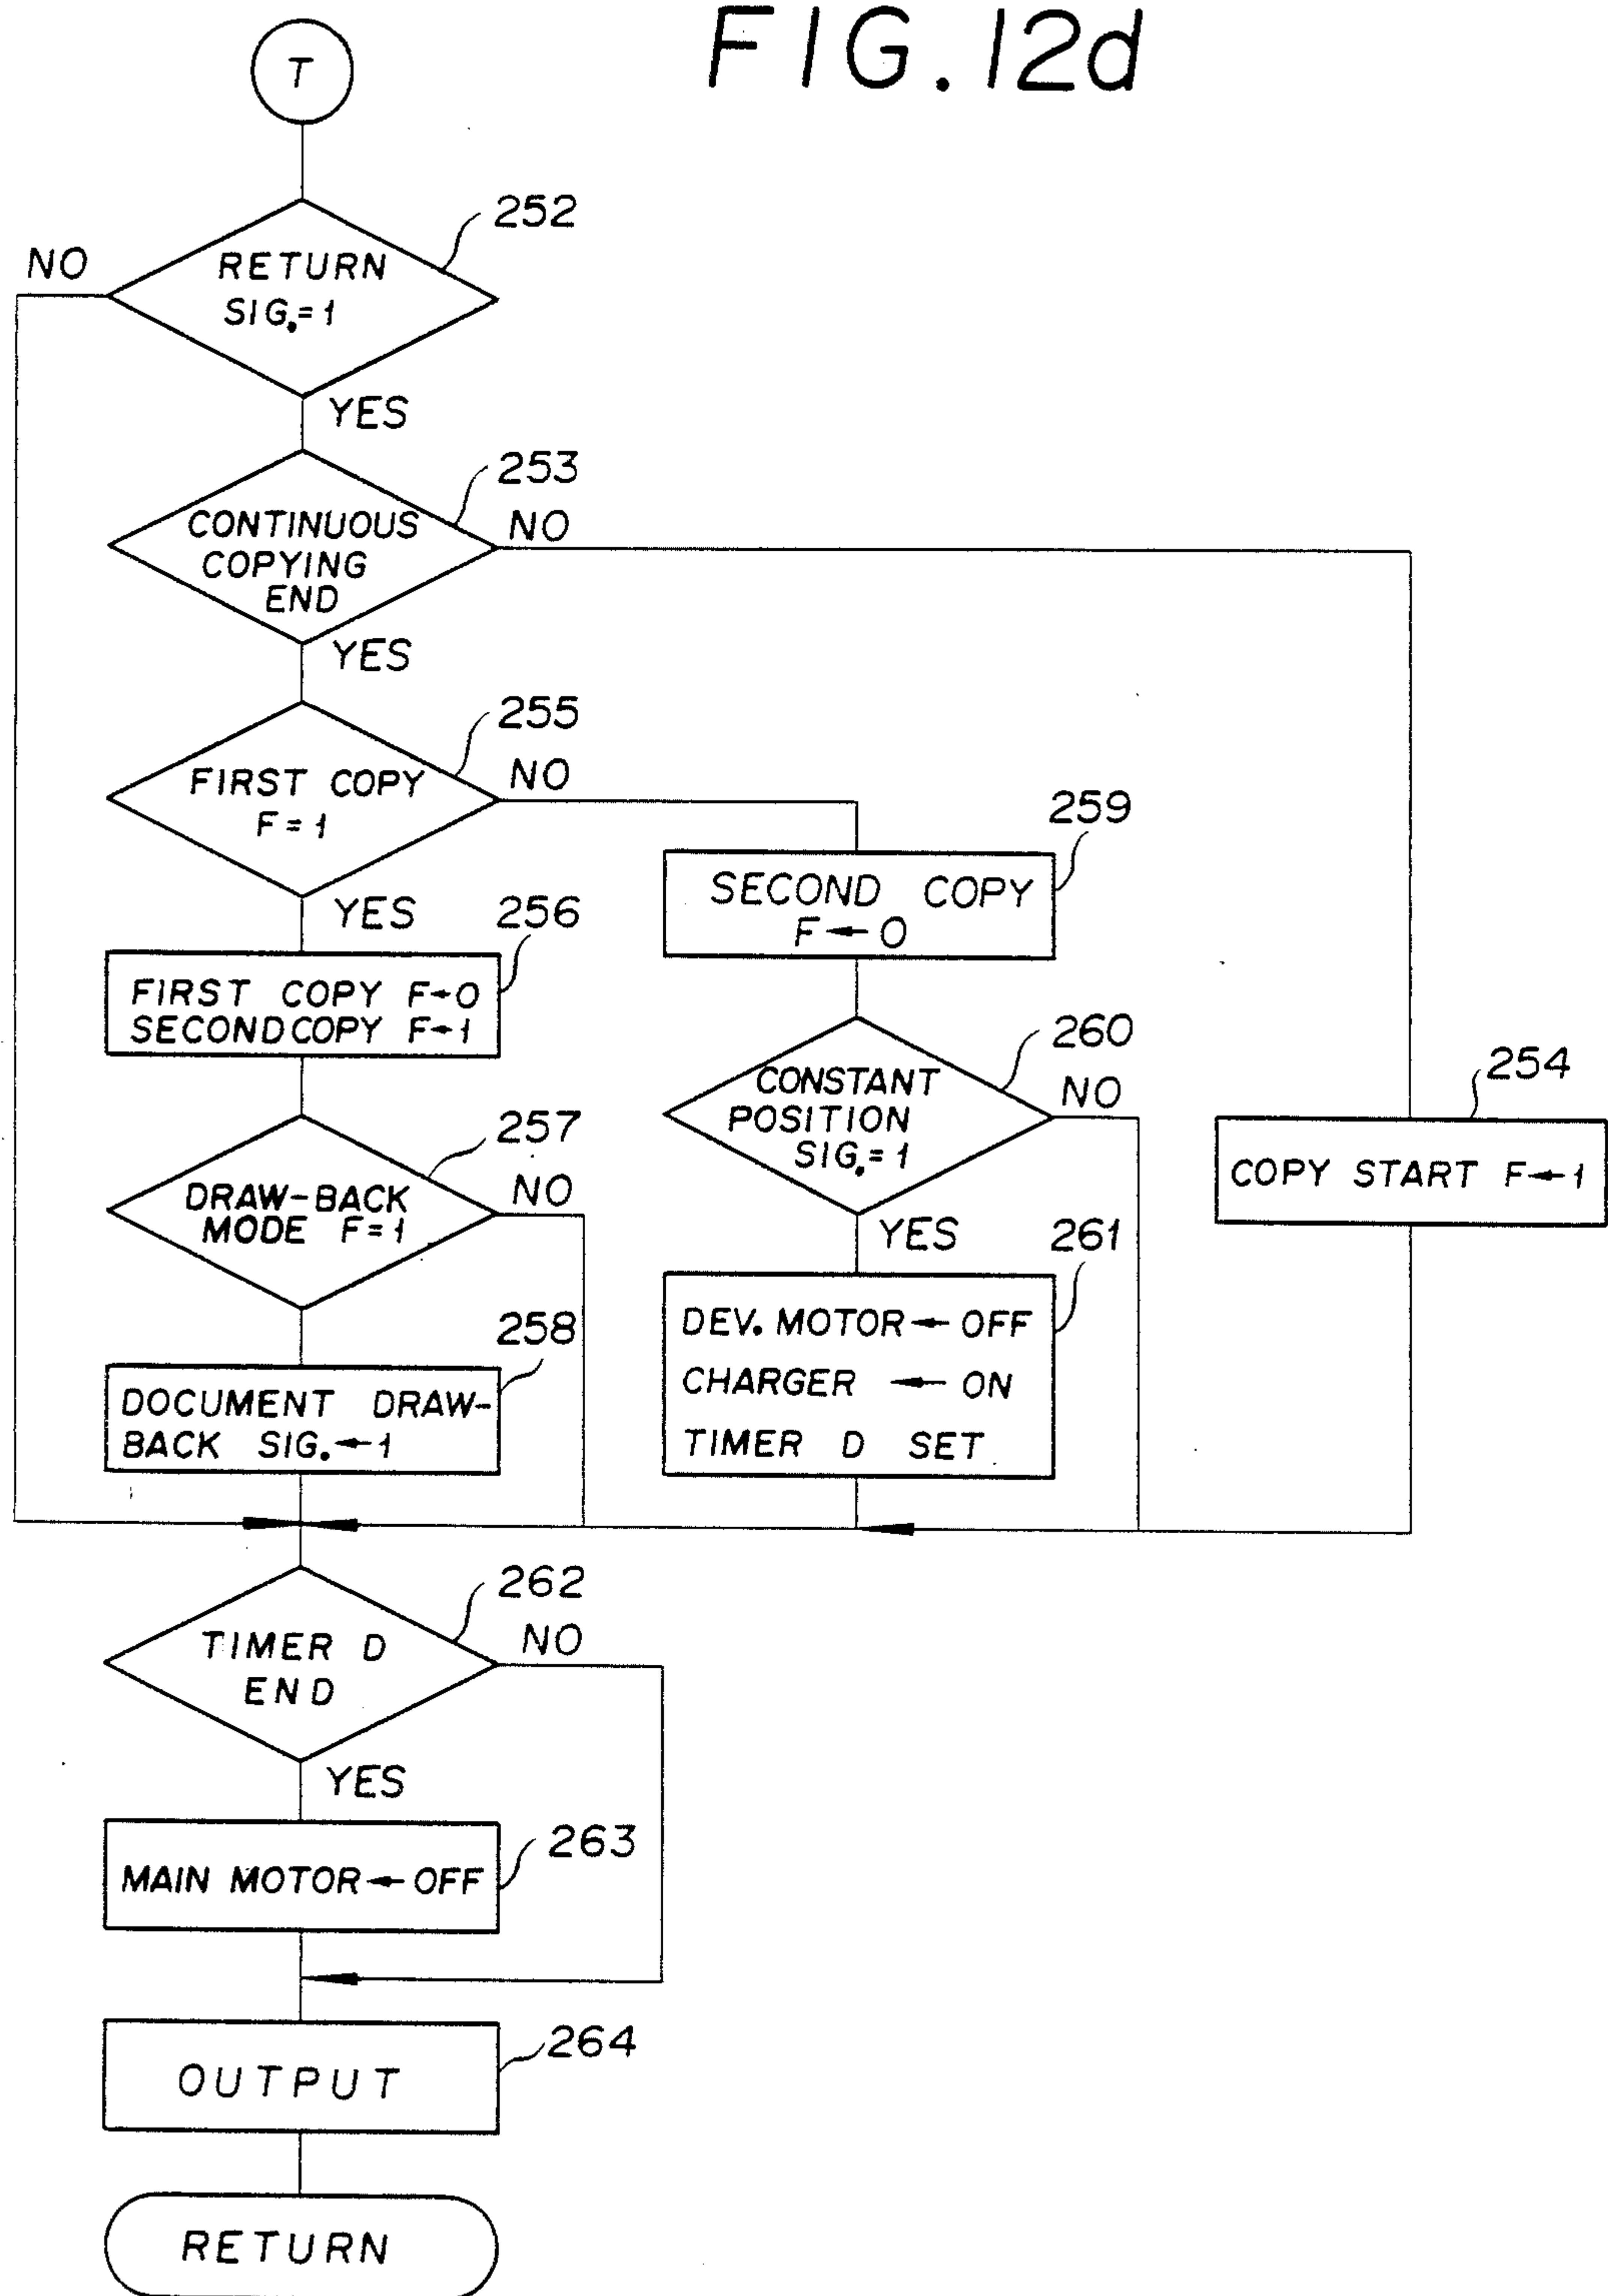 FIG. 12d
T
252
NO
RETURN
SIG.=1
YES
253
CONTINUOUS
COPYING
END
NO
YES
255
FIRST COPY
F=1
NO
YES
256
FIRST COPY F←0
SECOND COPY F←1
257
DRAW-BACK
MODE F=1
NO
258
DOCUMENT DRAW-
BACK SIG.←1
259
SECOND COPY
F←0
260
CONSTANT
POSITION
SIG.=1
NO
YES
261
DEV. MOTOR←OFF
CHARGER ←ON
TIMER D SET
254
COPY START F←1
262
TIMER D
END
NO
YES
263
MAIN MOTOR←OFF
264
OUTPUT
RETURN